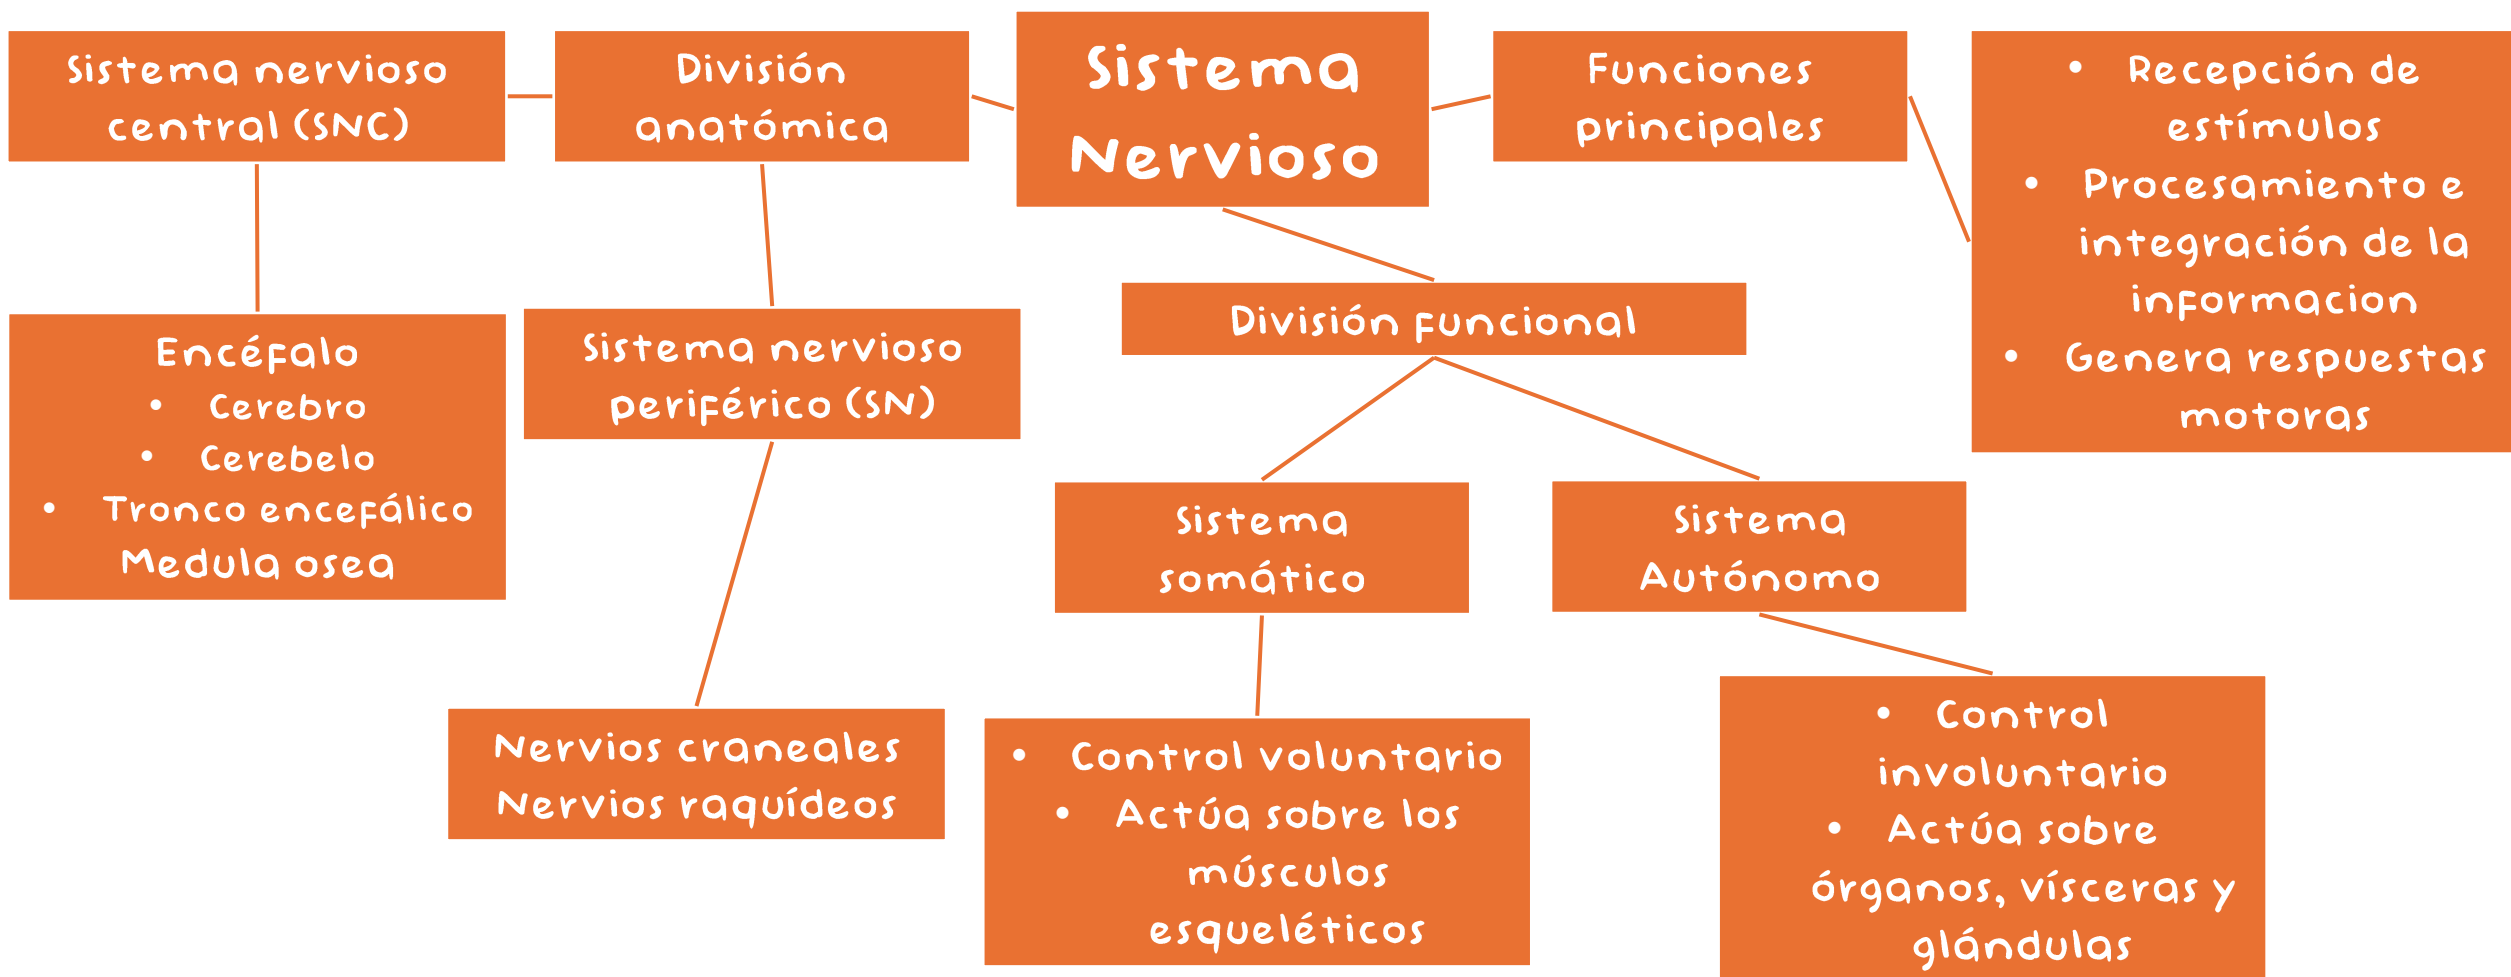 Sistema
Nervioso
División
anatómica
Sistema nervioso
central (SNC)
Encéfalo
• Cerebro
• Cerebelo
• Tronco encefálico
Medula osea
Sistema nervioso
periférico (SN)
Nervios craneales
Nervios raquídeos
División funcional
Sistema
somático
• Control voluntario
• Actúa sobre los
músculos
esqueléticos
Sistema
Autónomo
• Control
involuntario
• Actúa sobre
órganos, vísceras y
glándulas
Funciones
principales
• Recepción de
estímulos
• Procesamiento e
integración de la
informacion
• Genera respuestas
motoras